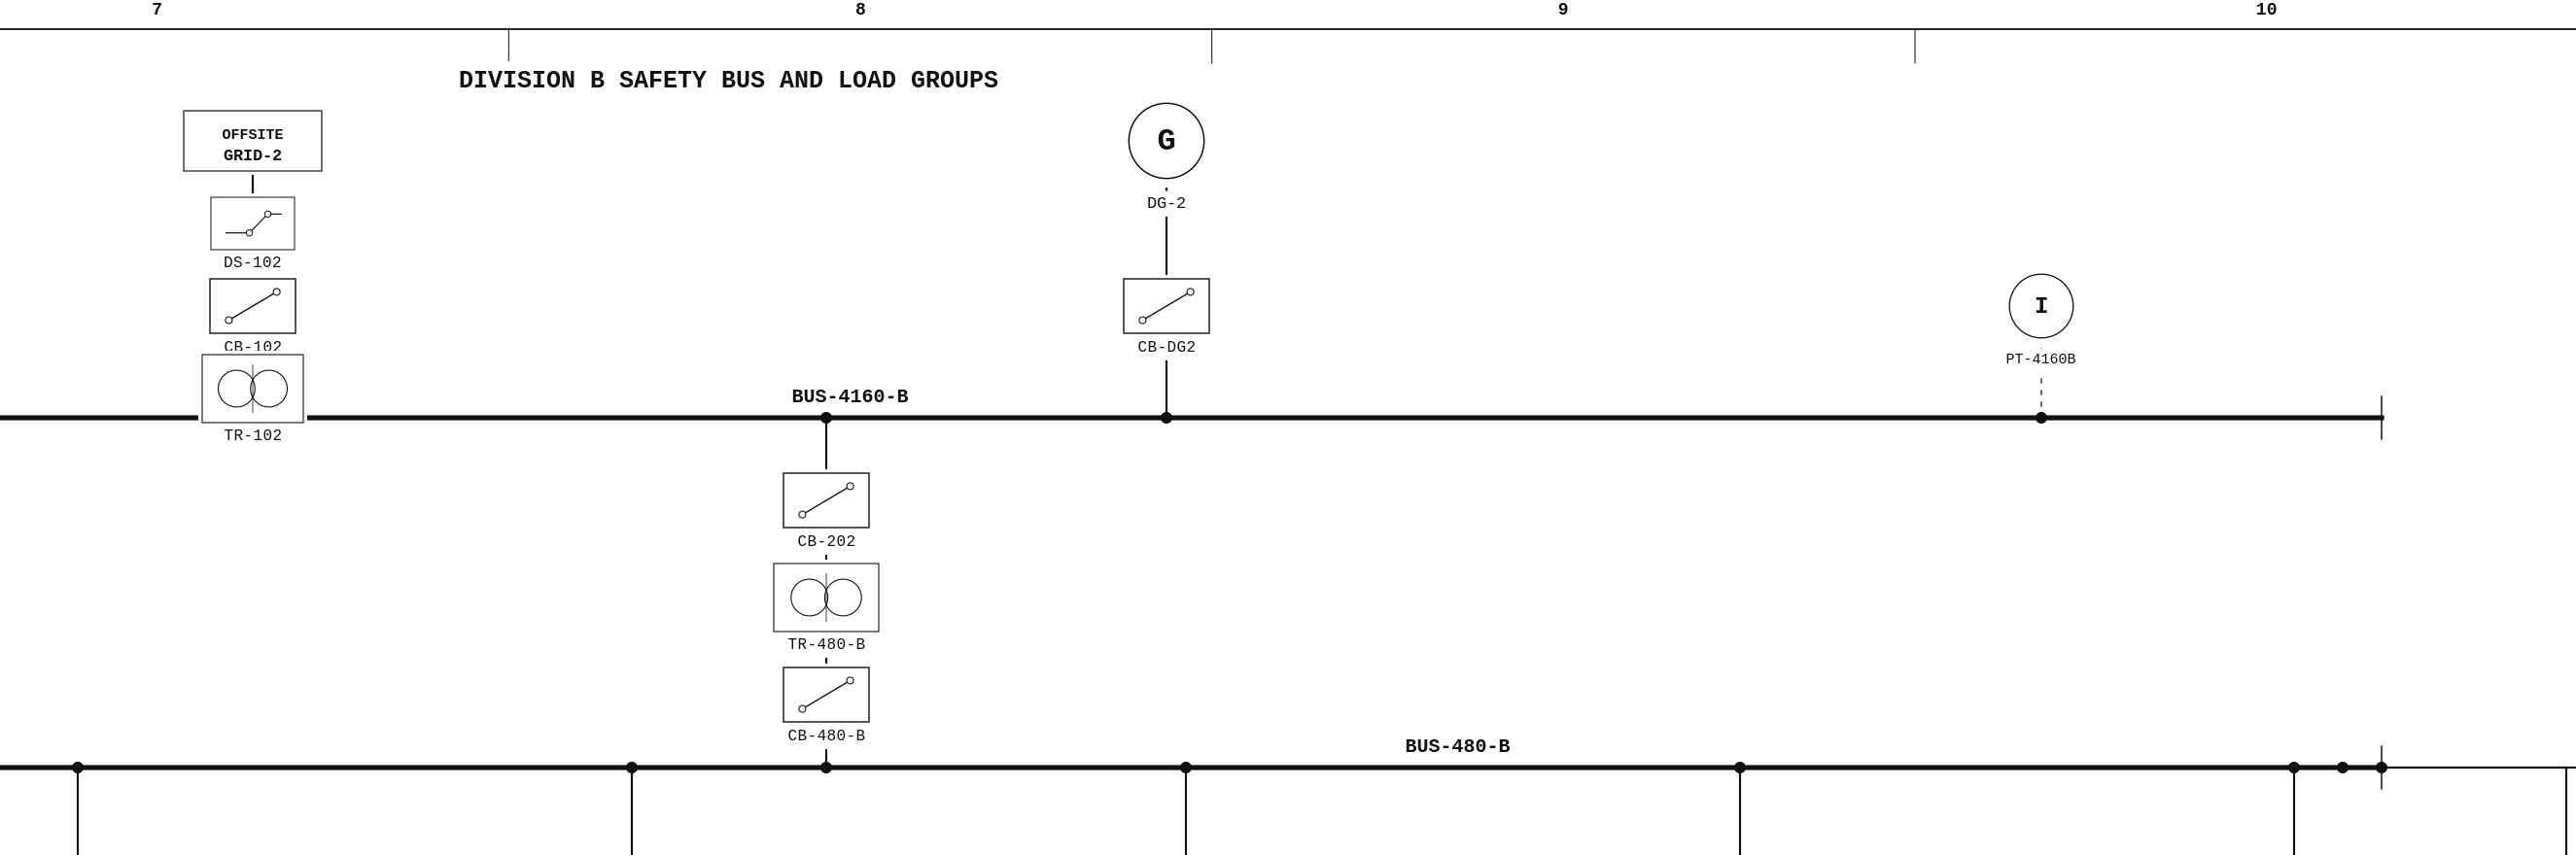 7 8 9 10
DIVISION B SAFETY BUS AND LOAD GROUPS
OFFSITE
GRID-2
G
DG-2
DS-102
CB-102
CB-DG2
I
PT-4160B
BUS-4160-B
TR-102
CB-202
TR-480-B
CB-480-B
BUS-480-B